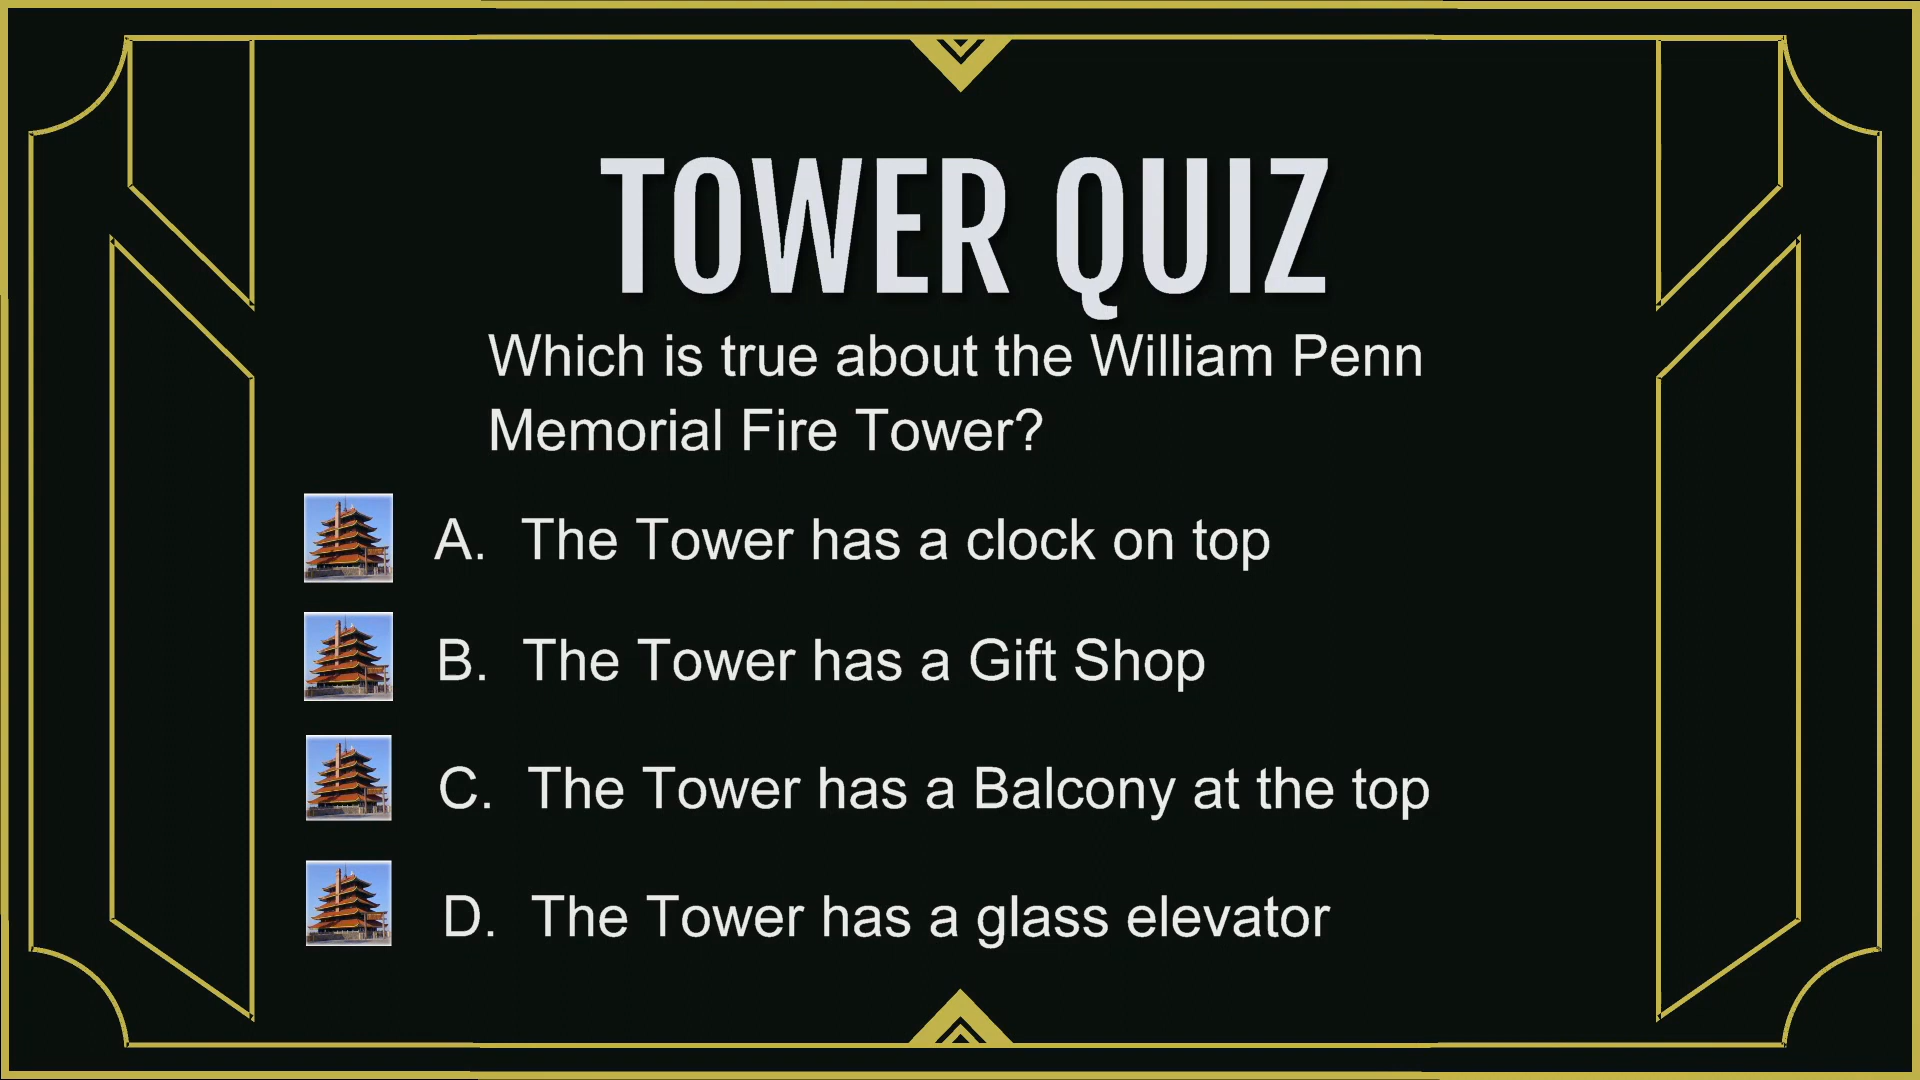 TOWER QUIZ
Which is true about the William Penn
Memorial Fire Tower?
A. The Tower has a clock on top
B. The Tower has a Gift Shop
C. The Tower has a Balcony at the top
D. The Tower has a glass elevator